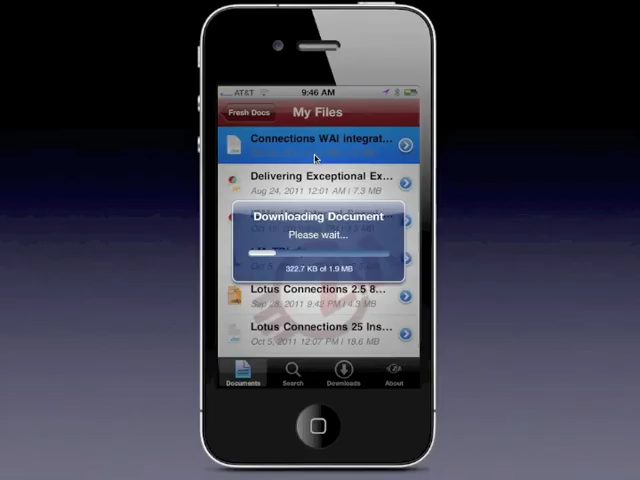 AT&T 9:46 AM
Fresh Docs My Files
Connections WAI integrat...
Delivering Exceptional Ex...
Aug 24, 2011 12:01 AM | 7.3 MB
Downloading Document
Please wait...
322.7 KB of 1.9 MB
Lotus Connections 2.5 8...
Sep 28, 2011 9:42 PM | 4.3 MB
Lotus Connections 25 Ins...
Oct 5, 2011 12:07 PM | 18.6 MB
Documents Search Downloads About